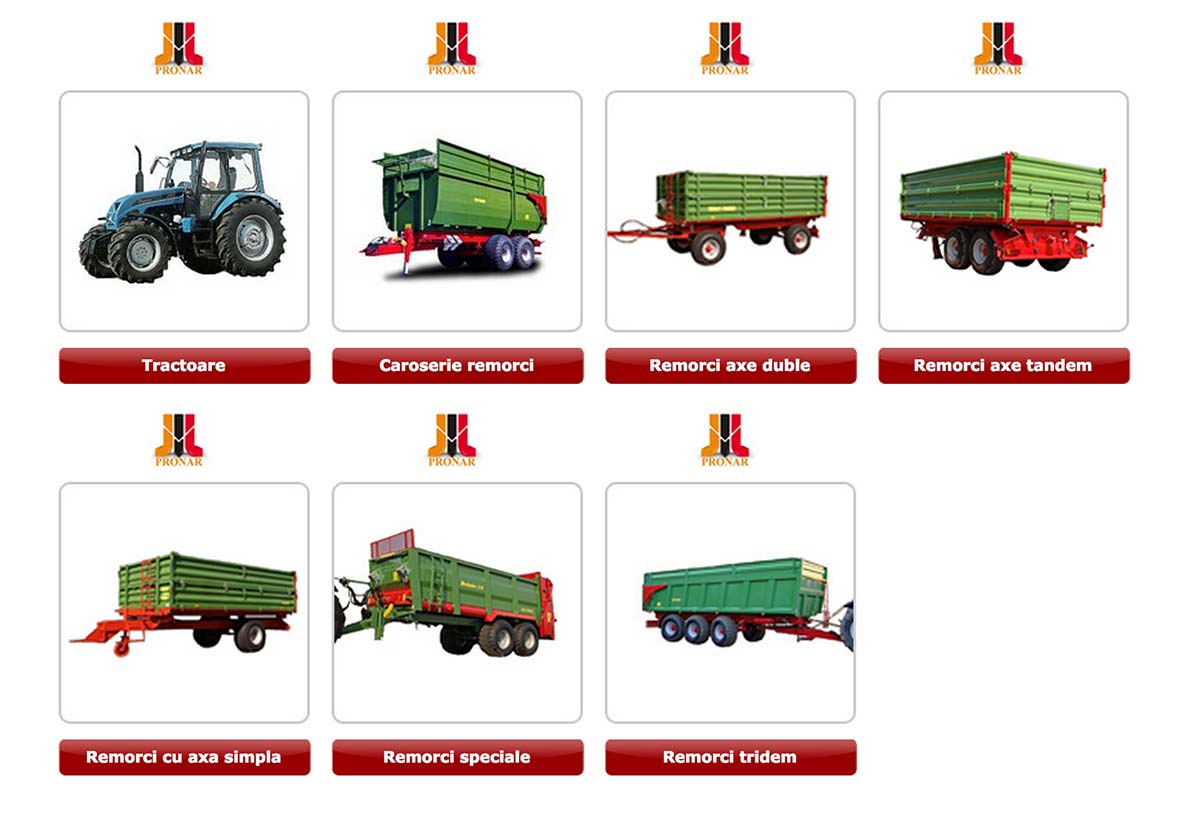 PRONAR
PRONAR
PRONAR
PRONAR
Tractoare
Caroserie remorci
Remorci axe duble
Remorci axe tandem
PRONAR
PRONAR
PRONAR
Remorci cu axa simpla
Remorci speciale
Remorci tridem